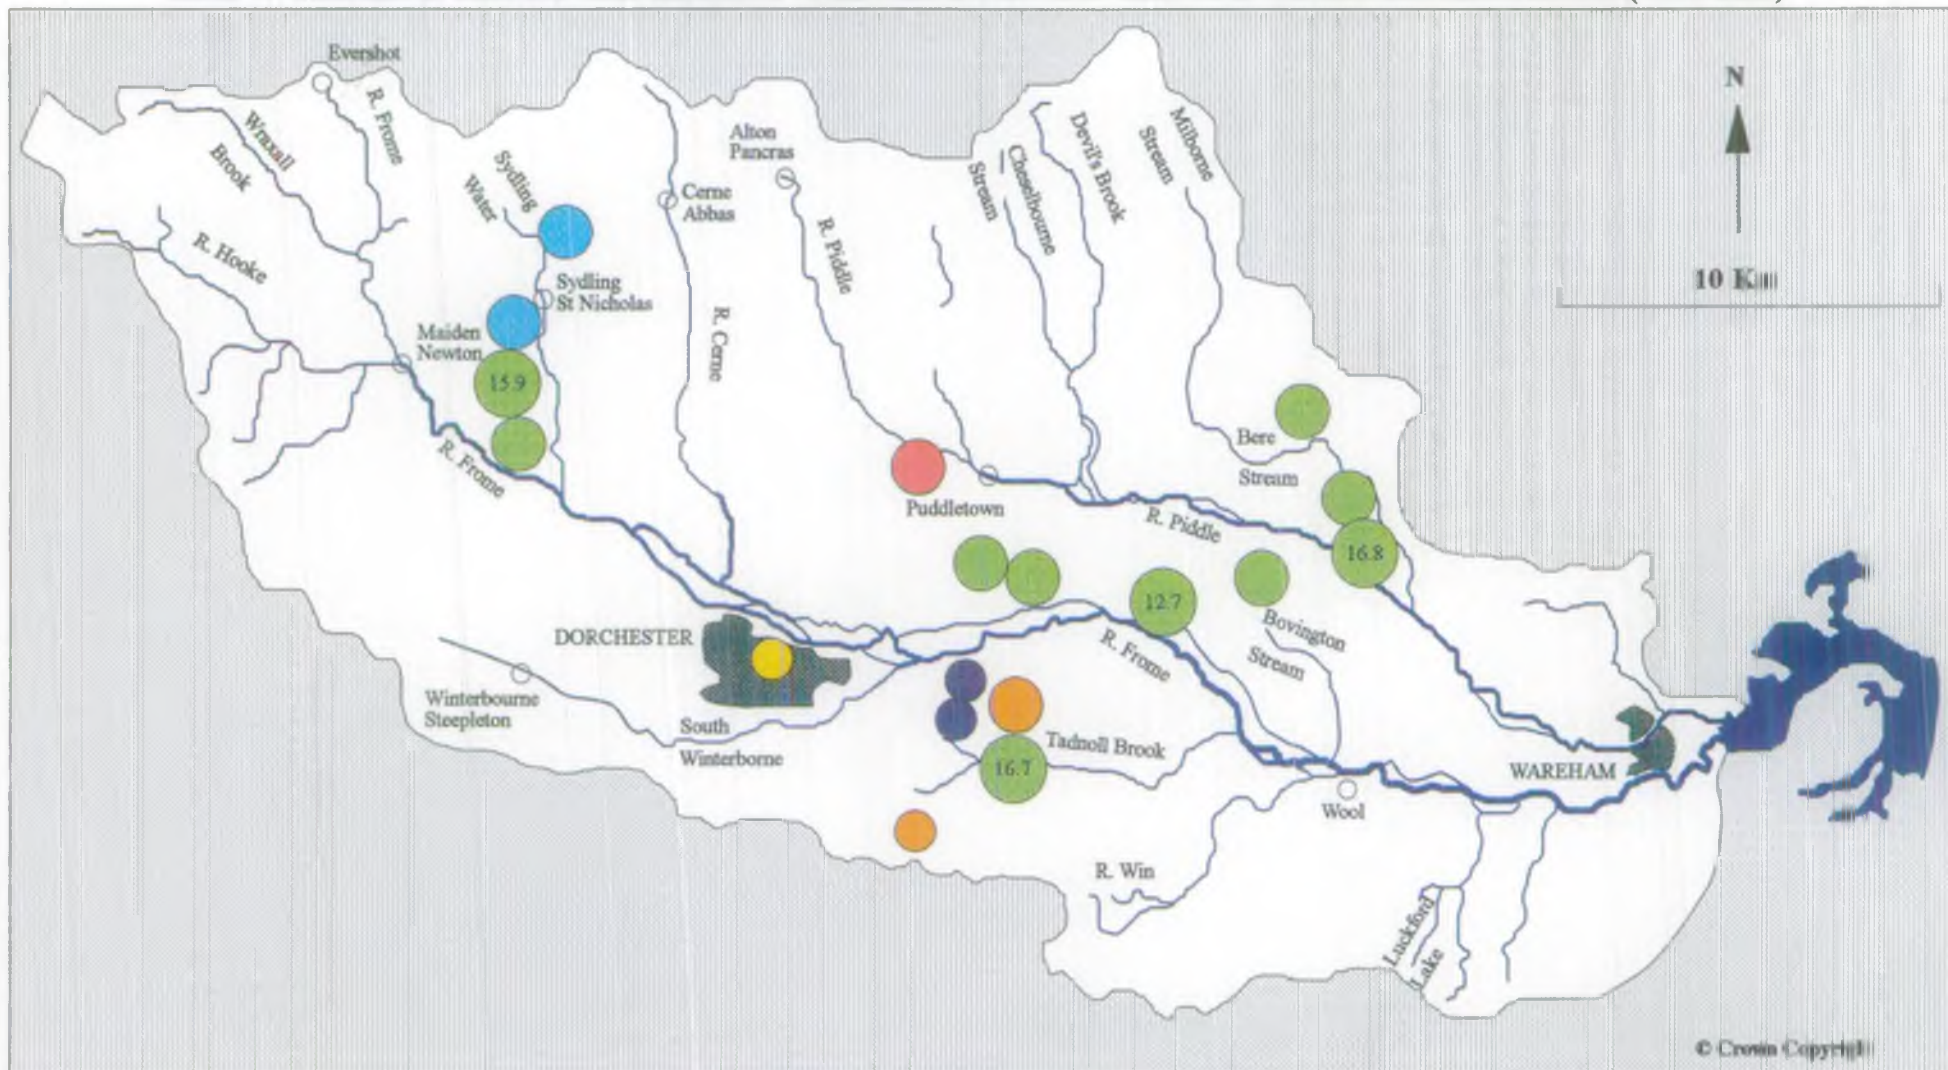 Evershot
R. Frome
Wraxall
Brook
R. Hooke
Sydling
Water
Sydling
St Nicholas
Maiden
Newton
15.9
R. Frome
Cerne
Abbas
R. Cerne
Alton
Pancras
R. Piddle
Cheselbourne
Stream
Devil's Brook
Milborne
Stream
N
10 Km
Bere
Stream
Puddletown
R. Piddle
16.8
12.7
Bovington
Stream
DORCHESTER
R. Frome
Winterbourne
Steepleton
South
Winterborne
Tadnoll Brook
16.7
WAREHAM
Wool
R. Win
Luckford
Lake
© Crown Copyright